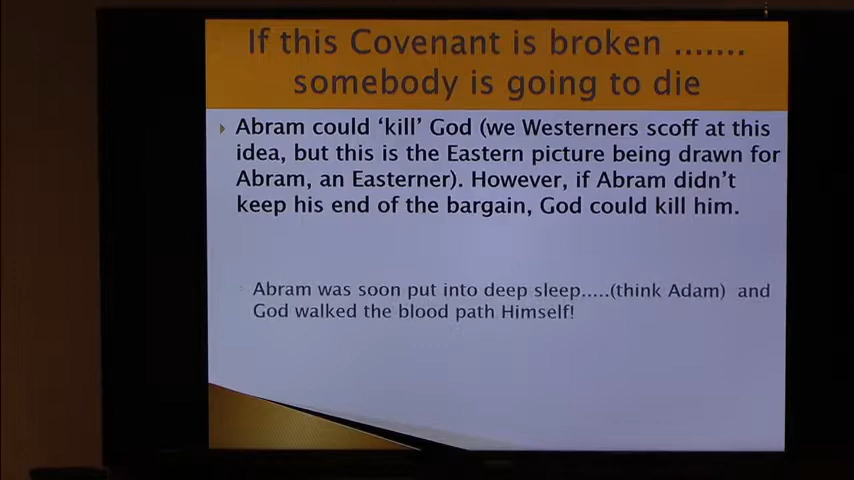 If this Covenant is broken .......
somebody is going to die
Abram could ‘kill’ God (we Westerners scoff at this
idea, but this is the Eastern picture being drawn for
Abram, an Easterner). However, if Abram didn’t
keep his end of the bargain, God could kill him.
Abram was soon put into deep sleep.....(think Adam) and
God walked the blood path Himself!